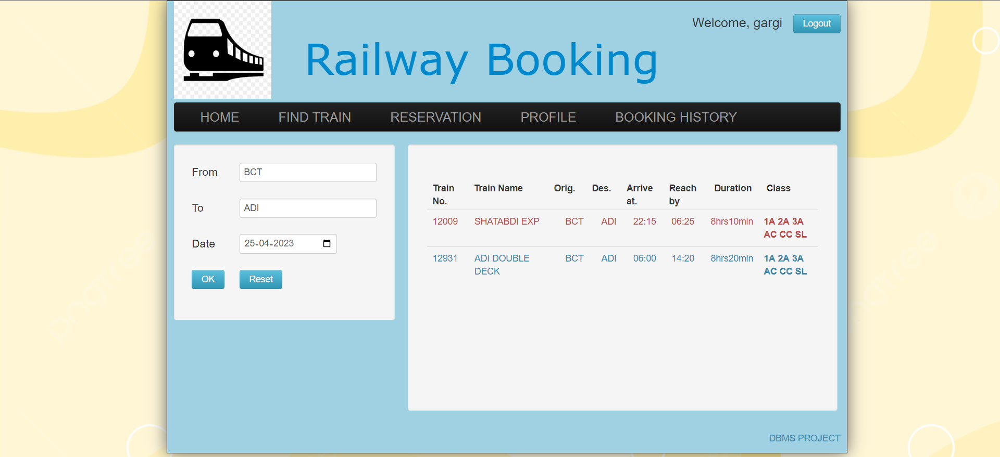 Welcome, gargi
Logout
Railway Booking
HOME FIND TRAIN RESERVATION PROFILE BOOKING HISTORY
From BCT
To ADI
Date 25-04-2023
OK Reset
Train Train Name Orig. Des. Arrive Reach Duration Class
No. at. by
12009 SHATABDI EXP BCT ADI 22:15 06:25 8hrs10min 1A 2A 3A
AC CC SL
12931 ADI DOUBLE BCT ADI 06:00 14:20 8hrs20min 1A 2A 3A
DECK AC CC SL
DBMS PROJECT